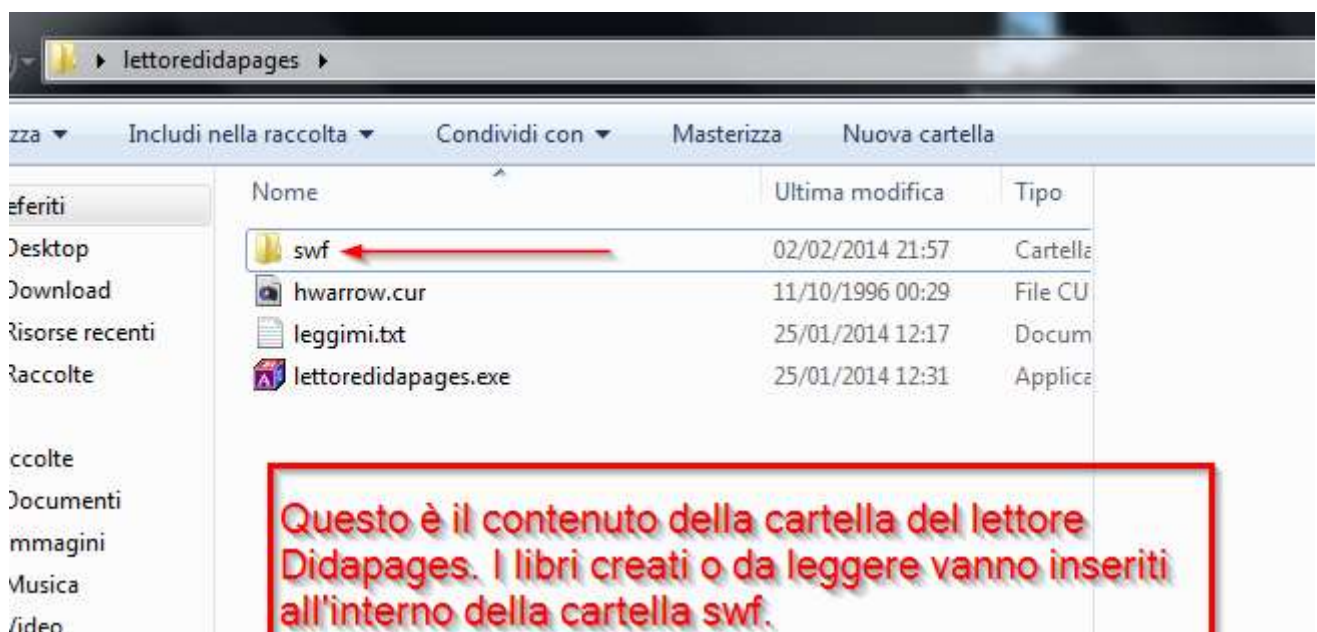 lettoredidapages
Includi nella raccolta Condividi con Masterizza Nuova cartella
Nome Ultima modifica Tipo
swf 02/02/2014 21:57 Cartella
hwarrow.cur 11/10/1996 00:29 File CU
leggimi.txt 25/01/2014 12:17 Docum
lettoredidapages.exe 25/01/2014 12:31 Applica
eferiti
Desktop
Download
Risorse recenti
Raccolte
ccolte
Documenti
mmagini
Musica
Video
Questo è il contenuto della cartella del lettore
Didapages. I libri creati o da leggere vanno inseriti
all'interno della cartella swf.